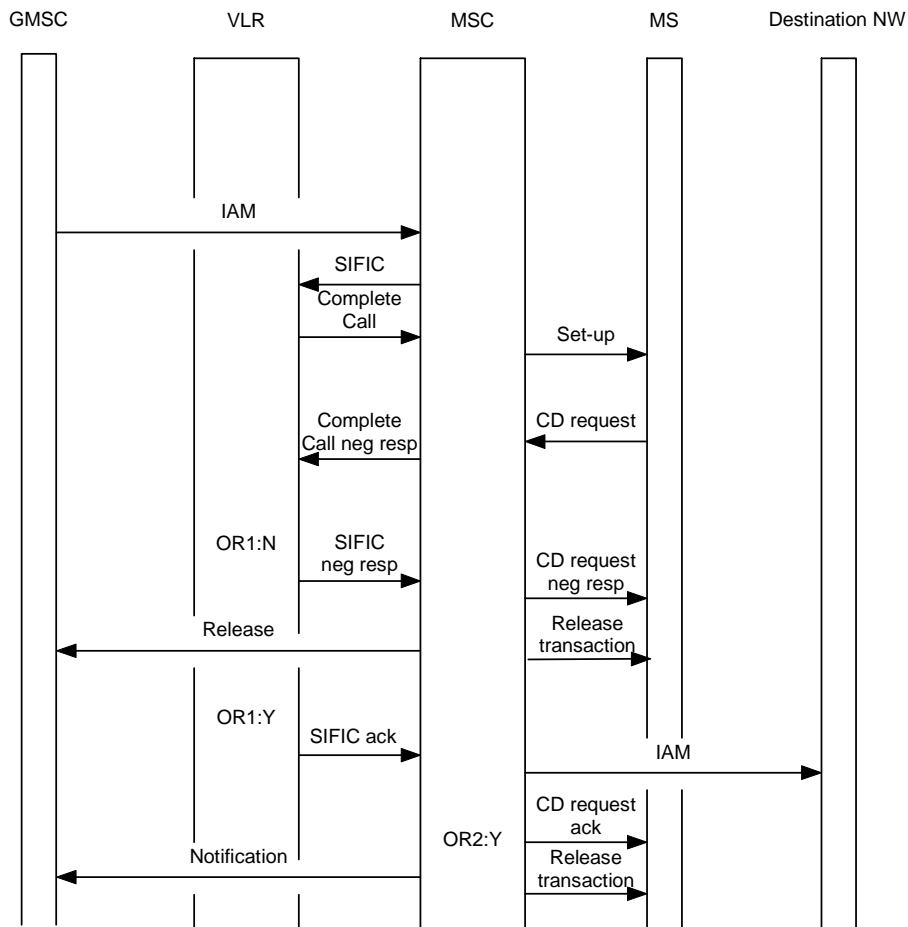 GMSC VLR MSC MS Destination NW
IAM
SIFIC
Complete
Call
Set-up
Complete
Call neg resp
CD request
OR1:N
SIFIC
neg resp
CD request
neg resp
Release
Release
transaction
OR1:Y
SIFIC ack
IAM
CD request
ack
OR2:Y
Notification
Release
transaction